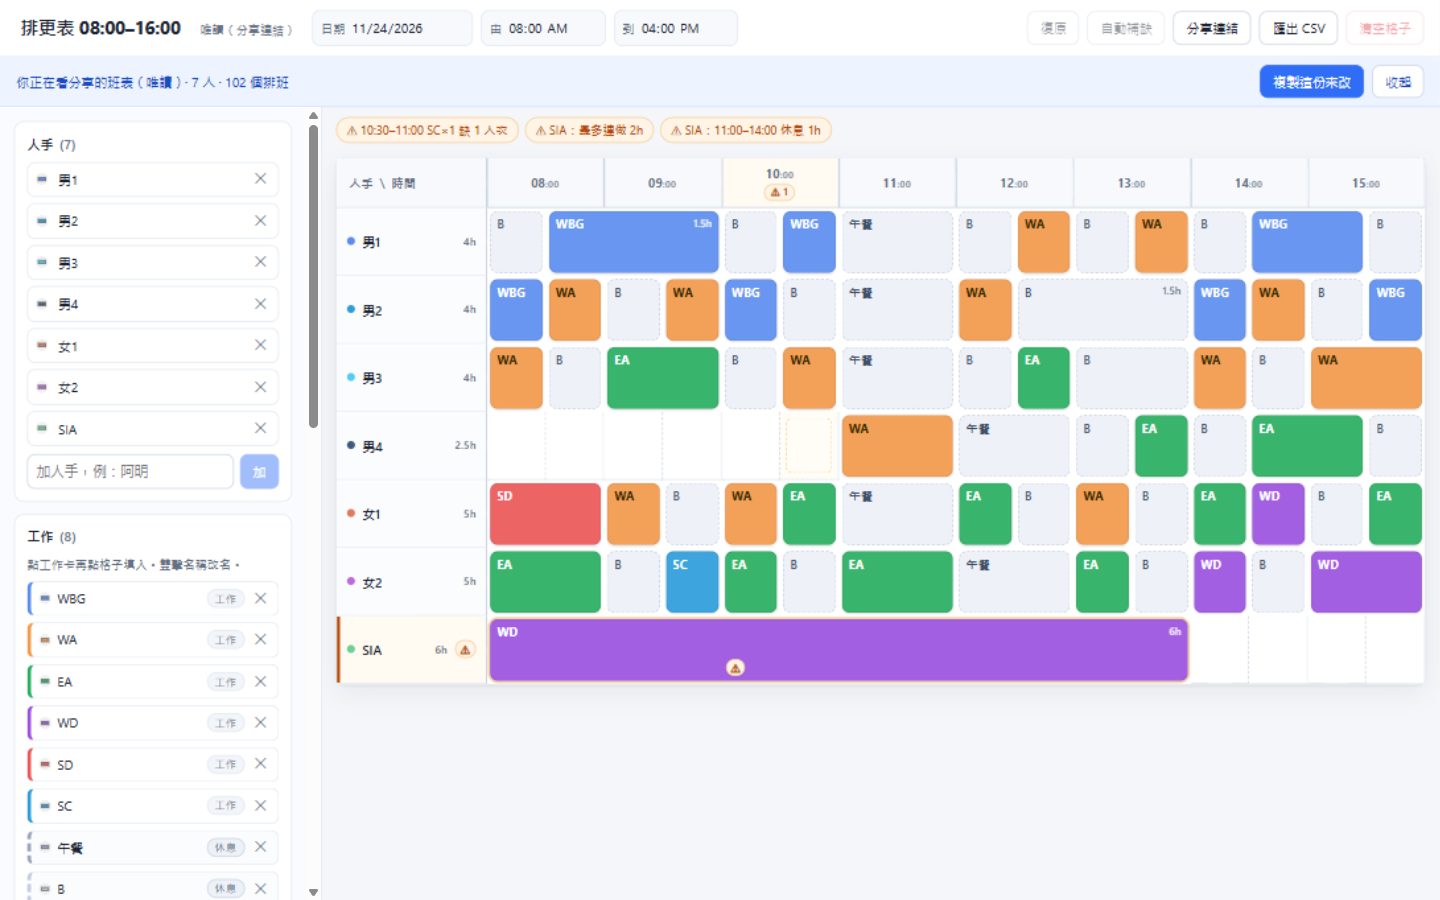 排更表 08:00–16:00 唯讀（分享連結） 日期 11/24/2026 由 08:00 AM 到 04:00 PM 復原 自動補缺 分享連結 匯出 CSV 清空格子
你正在看分享的班表（唯讀）· 7 人 · 102 個排班 複製這份來改 收起
人手 (7)
男1
男2
男3
男4
女1
女2
SIA
加人手，例：阿明 加
工作 (8)
點工作卡再點格子填入。雙擊名稱改名。
WBG 工作
WA 工作
EA 工作
WD 工作
SD 工作
SC 工作
午餐 休息
B 休息
⚠ 10:30–11:00 SC×1 缺 1 人次 ⚠ SIA：最多連做 2h ⚠ SIA：11:00–14:00 休息 1h
人手 \ 時間 08:00 09:00 10:00 11:00 12:00 13:00 14:00 15:00
⚠ 1
男1 4h B WBG 1.5h B WBG 午餐 B WA B WA B WBG B
男2 4h WBG WA B WA WBG B 午餐 WA B 1.5h WBG WA B WBG
男3 4h WA B EA B WA 午餐 B EA B WA B WA
男4 2.5h WA 午餐 B EA B EA B
女1 5h SD WA B WA EA 午餐 EA B WA B EA WD B EA
女2 5h EA B SC EA B EA 午餐 EA B WD B WD
SIA 6h ⚠ WD 6h
⚠